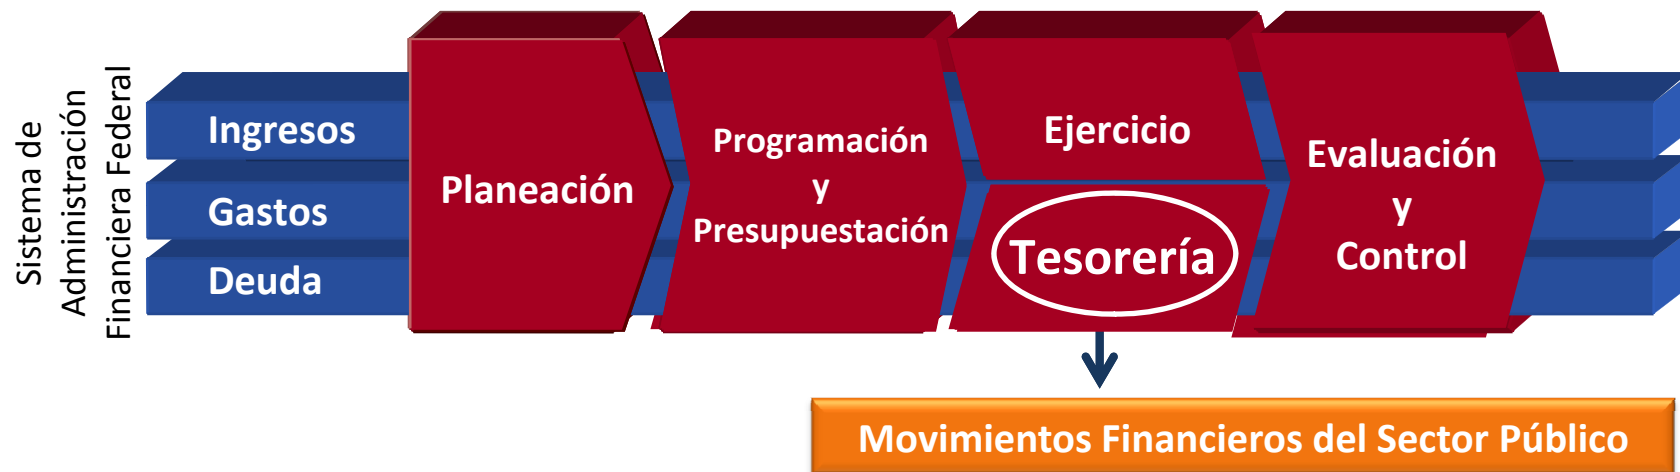 Sistema de
Administración
Financiera Federal
Ingresos
Gastos
Deuda
Planeación
Programación
y
Presupuestación
Ejercicio
Tesorería
Evaluación
y
Control
Movimientos Financieros del Sector Público